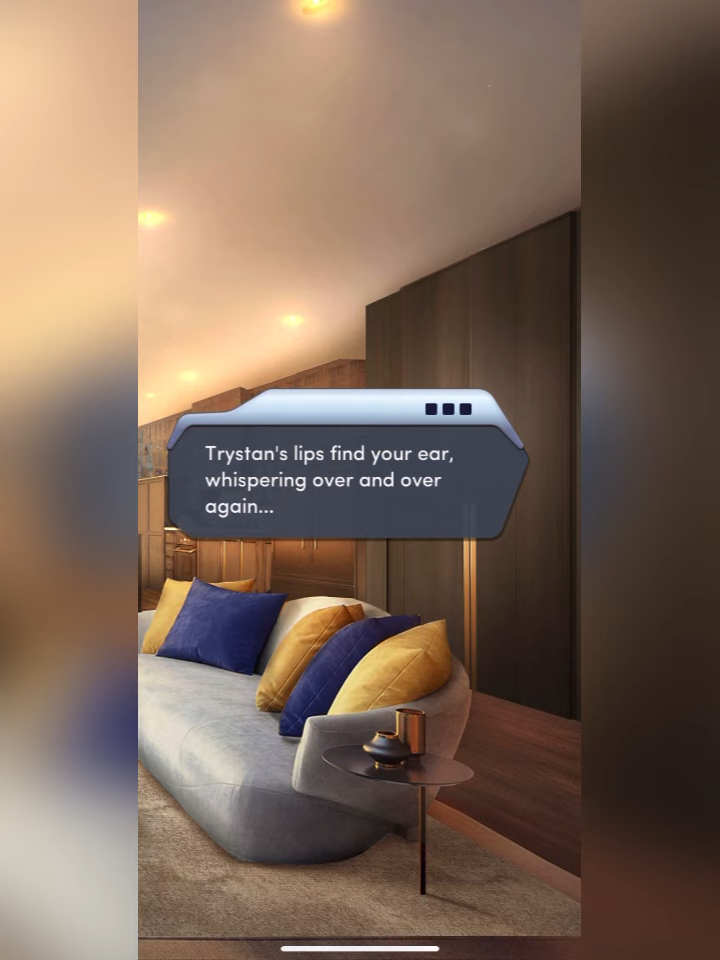 Trystan's lips find your ear,
whispering over and over
again...